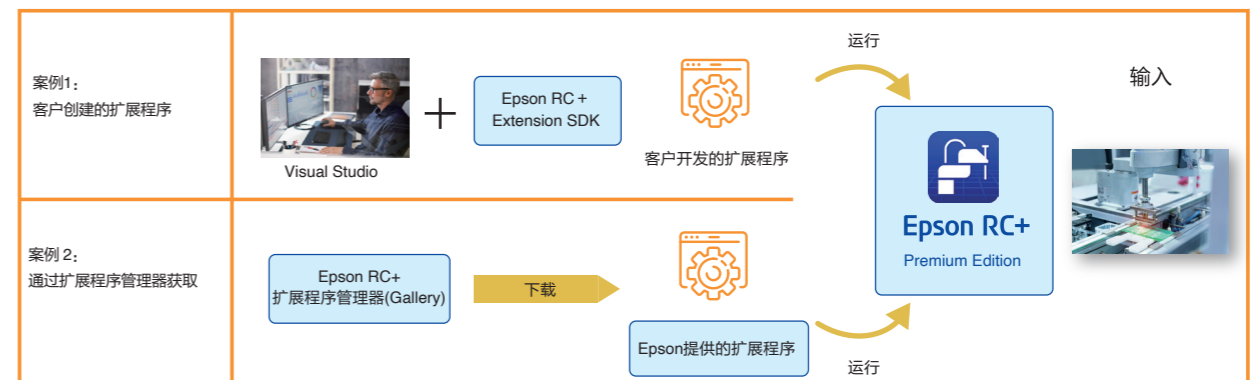 案例1：
客户创建的扩展程序
Visual Studio
Epson RC +
Extension SDK
客户开发的扩展程序
运行
Epson RC+
Premium Edition
输入
案例 2：
通过扩展程序管理器获取
Epson RC+
扩展程序管理器(Gallery)
下载
Epson提供的扩展程序
运行